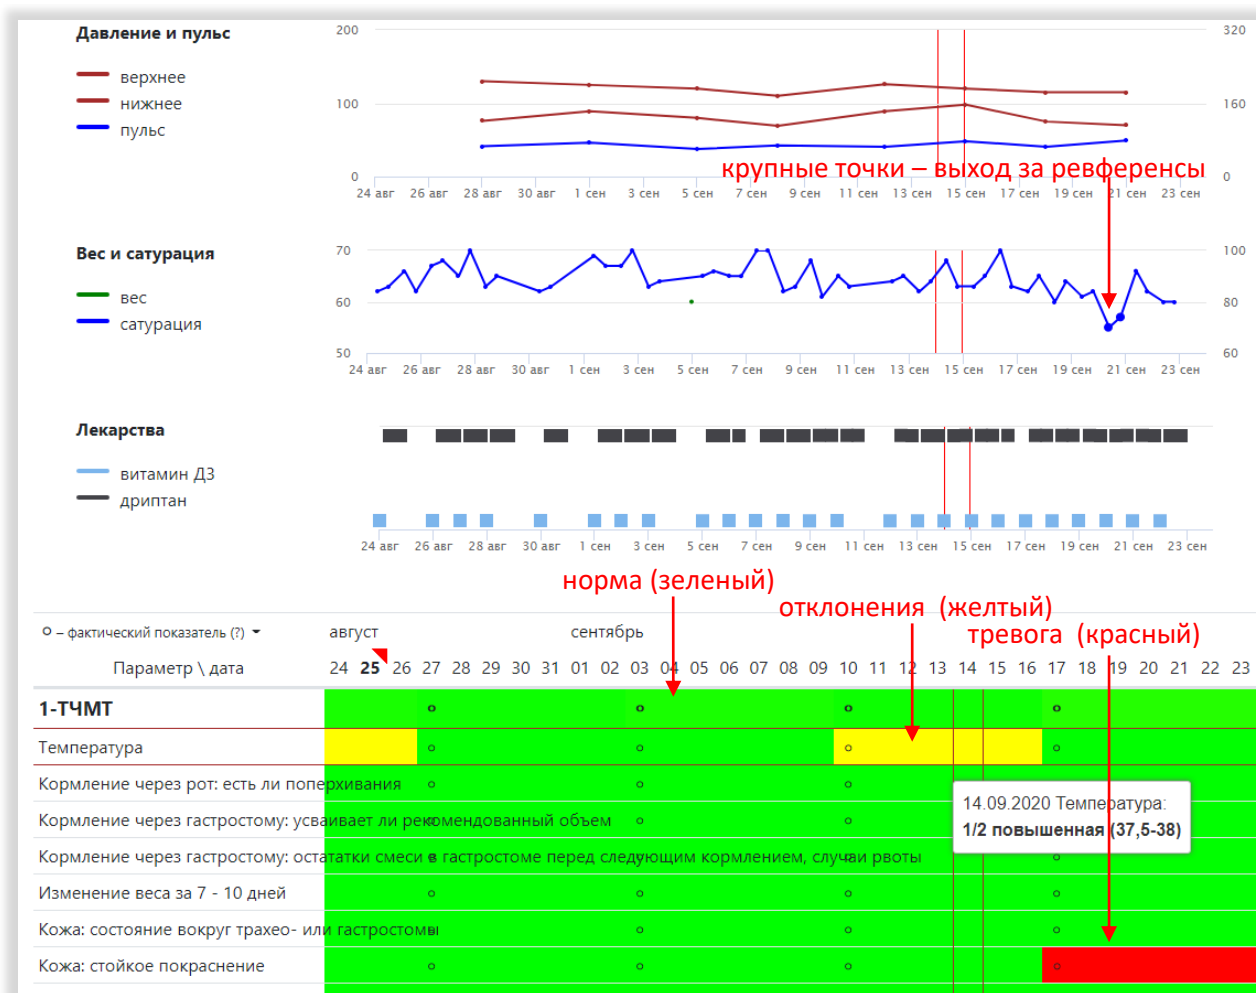 Давление и пульс
верхнее
нижнее
пульс
200
100
0
320
160
0
24 авг 26 авг 28 авг 30 авг 1 сен 3 сен 5 сен 7 сен 9 сен 11 сен 13 сен 15 сен 17 сен 19 сен 21 сен 23 сен
крупные точки – выход за ревференсы
Вес и сатурация
вес
сатурация
70
60
50
100
80
60
24 авг 26 авг 28 авг 30 авг 1 сен 3 сен 5 сен 7 сен 9 сен 11 сен 13 сен 15 сен 17 сен 19 сен 21 сен 23 сен
Лекарства
витамин Д3
дриптан
24 авг 26 авг 28 авг 30 авг 1 сен 3 сен 5 сен 7 сен 9 сен 11 сен 13 сен 15 сен 17 сен 19 сен 21 сен 23 сен
норма (зеленый)
отклонения (желтый)
тревога (красный)
о – фактический показатель (?)
август сентябрь
Параметр \ дата 24 25 26 27 28 29 30 31 01 02 03 04 05 06 07 08 09 10 11 12 13 14 15 16 17 18 19 20 21 22 23
1-ТЧМТ
Температура
Кормление через рот: есть ли поперхивания
14.09.2020 Температура:
1/2 повышенная (37,5-38)
Кормление через гастростому: усваивает ли рекомендованный объем
Кормление через гастростому: остататки смеси в гастростоме перед следующим кормлением, случаи рвоты
Изменение веса за 7 - 10 дней
Кожа: состояние вокруг трахео- или гастростомы
Кожа: стойкое покраснение